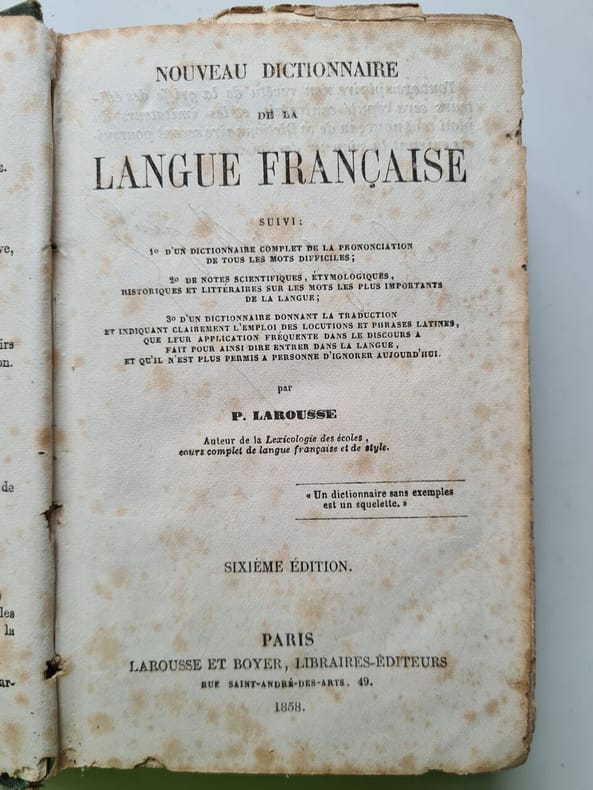 NOUVEAU DICTIONNAIRE
DE LA
LANGUE FRANÇAISE
SUIVI :
1º D'UN DICTIONNAIRE COMPLET DE LA PRONONCIATION
DE TOUS LES MOTS DIFFICILES ;
2º DE NOTES SCIENTIFIQUES, ÉTYMOLOGIQUES,
HISTORIQUES ET LITTÉRAIRES SUR LES MOTS LES PLUS IMPORTANTS
DE LA LANGUE ;
3º D'UN DICTIONNAIRE DONNANT LA TRADUCTION
ET INDIQUANT CLAIREMENT L'EMPLOI DES LOCUTIONS ET PHRASES LATINES,
QUE LEUR APPLICATION FRÉQUENTE DANS LE DISCOURS A
FAIT POUR AINSI DIRE ENTRER DANS LA LANGUE,
ET QU'IL N'EST PLUS PERMIS A PERSONNE D'IGNORER AUJOURD'HUI.
par
P. LAROUSSE
Auteur de la Lexicologie des écoles,
cours complet de langue française et de style.
« Un dictionnaire sans exemples
est un squelette. »
SIXIÈME ÉDITION.
PARIS
LAROUSSE ET BOYER, LIBRAIRES-ÉDITEURS
RUE SAINT-ANDRÉ-DES-ARTS, 49.
1858.
de
la